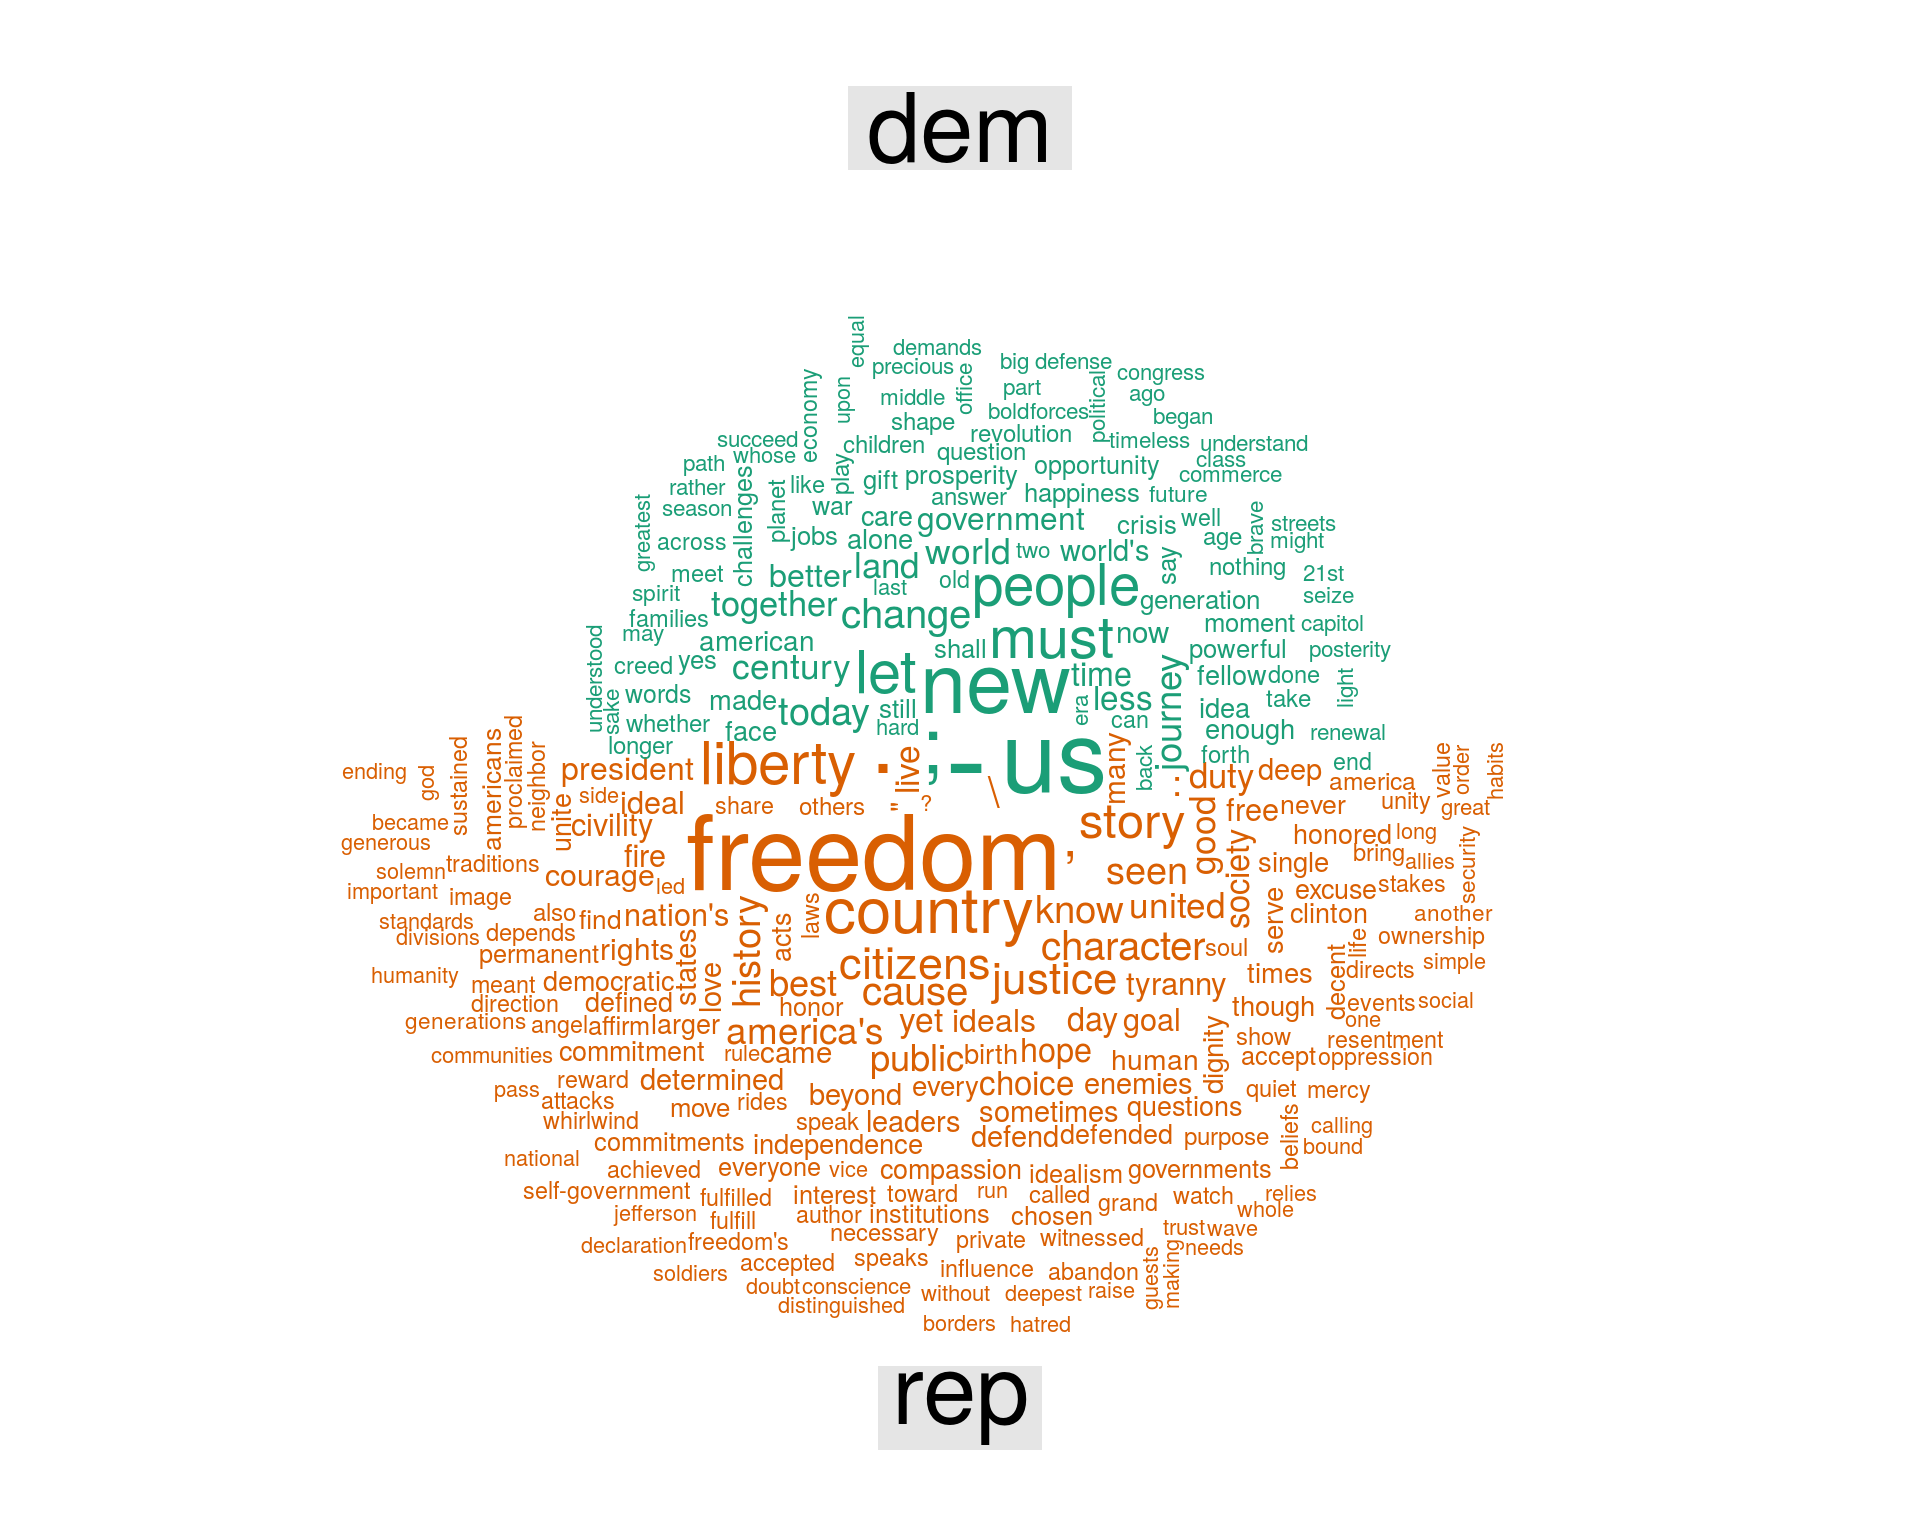 dem
equal
demands
precious
office
big defense
congress
economy
upon
middle
part
political
ago
boldforces
began
shape
revolution
succeed
children
timeless
understand
path
whose
question
class
challenges
play
gift
prosperity
opportunity
commerce
rather
planet
like
answer
happiness
future
season
war
greatest
care
government
crisis
well
brave
streets
across
jobs
alone
world
two
world's
say
age
might
meet
better
land
last
old
people
nothing
21st
spirit
together
change
generation
seize
families
may
understood
american
shall
must
now
moment
capitol
creed
yes
century
let
new
time
journey
powerful
posterity
sake
words
made
today
still
era
less
fellow
done
idea
take
light
whether
face
hard
can
enough
renewal
longer
; - us
back
forth
end
ending
god
sustained
americans
proclaimed
neighbor
president
liberty
.
live
many
:
duty
deep
america
value
order
habits
unite
side
ideal
share
others
=
?
\
good
free
never
unity
great
became
civility
freedom
,
story
honored
long
generous
fire
seen
society
single
bring
allies
security
solemn
traditions
courage
led
excuse
stakes
important
image
standards
also
find
nation's
history
acts
laws
country
know
united
serve
clinton
another
divisions
depends
permanent
rights
states
character
soul
decent
life
ownership
humanity
meant
democratic
love
best
citizens
justice
tyranny
times
directs
simple
direction
defined
honor
cause
though
events
social
generations
angel
affirm
larger
america's
yet
ideals
day
goal
dignity
show
one
resentment
communities
commitment
rule
came
public
birth
hope
human
accept
oppression
pass
reward
determined
beyond
every
choice
enemies
quiet
mercy
attacks
whirlwind
move
rides
speak
leaders
sometimes
questions
beliefs
calling
commitments
independence
defend
defended
purpose
bound
national
achieved
everyone
vice
compassion
idealism
governments
self-government
fulfilled
interest
toward
run
called
grand
watch
relies
whole
jefferson
fulfill
author
institutions
chosen
trust
wave
declaration
freedom's
necessary
private
witnessed
needs
soldiers
accepted
speaks
influence
abandon
guests
making
doubt
conscience
without
deepest
raise
distinguished
borders
hatred
rep